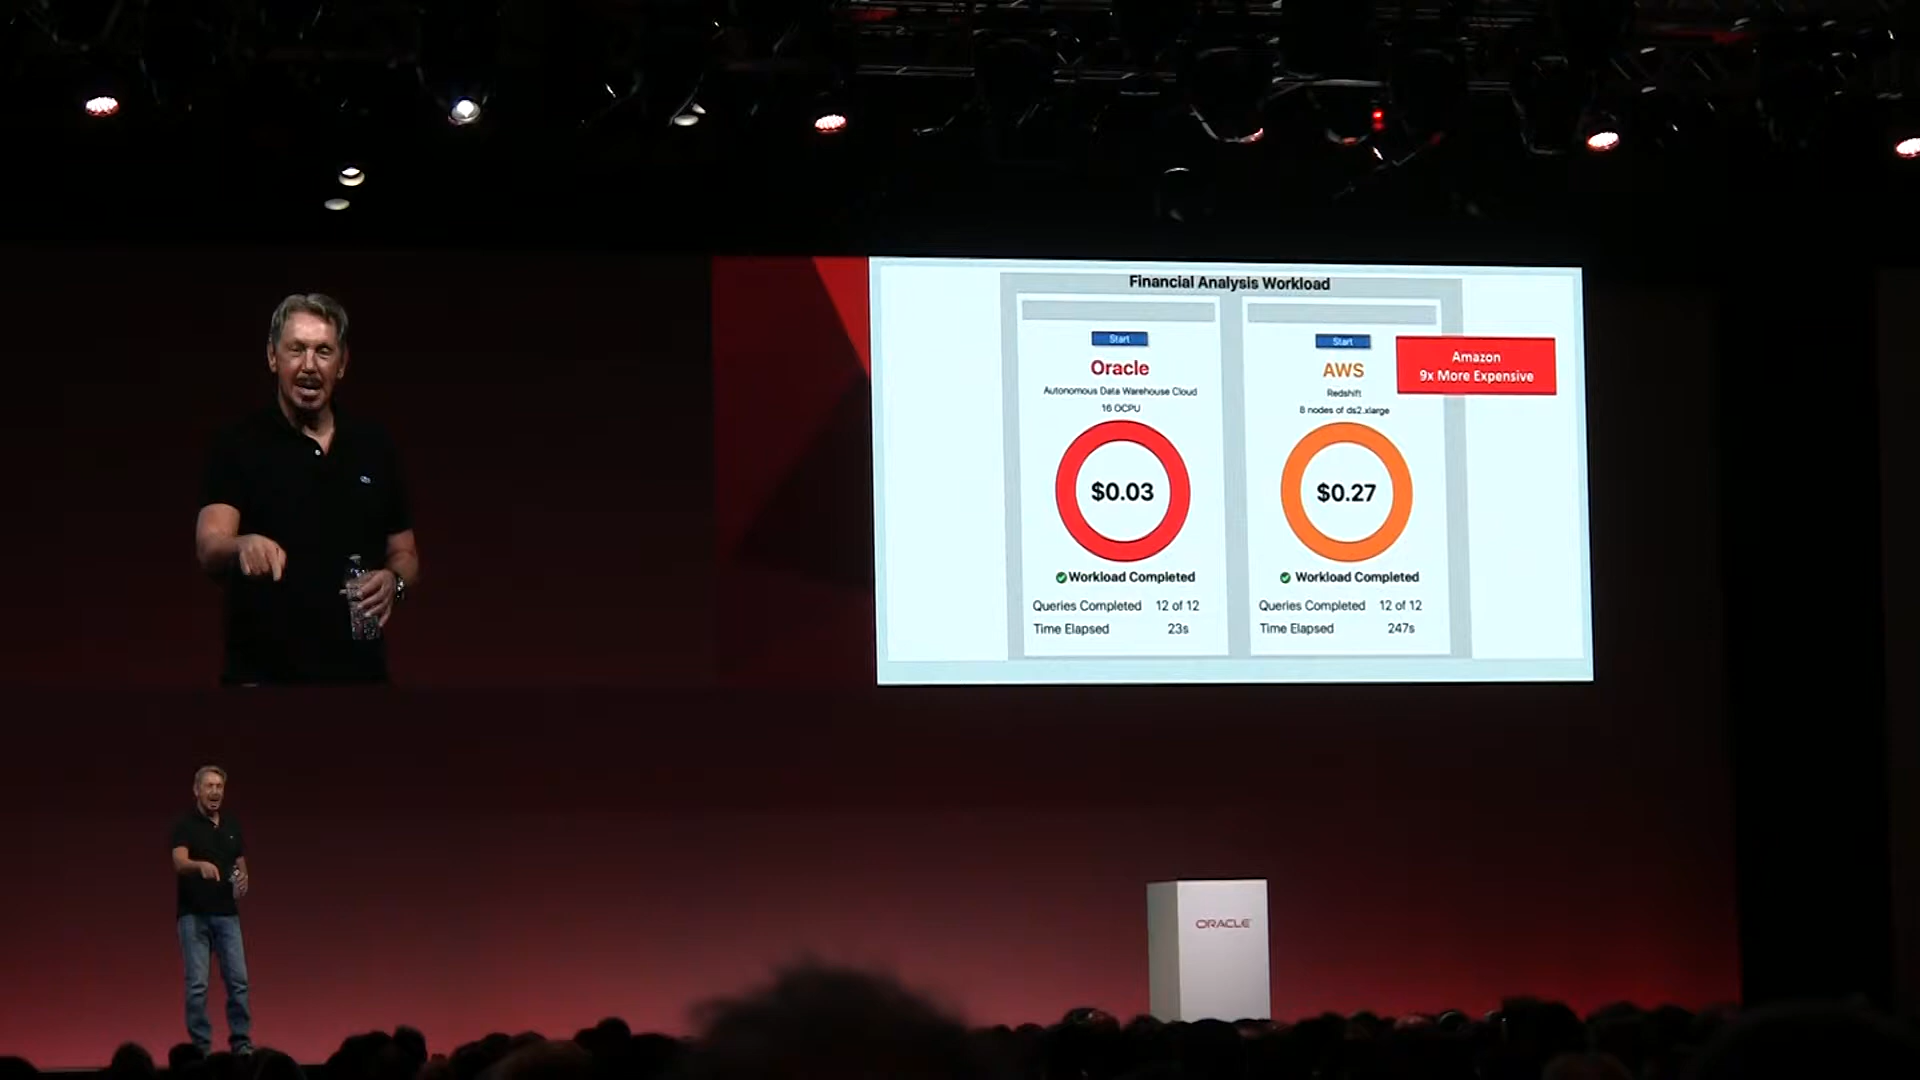 Financial Analysis Workload
Start
Oracle
Autonomous Data Warehouse Cloud
16 OCPU
$0.03
Workload Completed
Queries Completed 12 of 12
Time Elapsed 23s
Start
AWS
Redshift
8 nodes of ds2.xlarge
$0.27
Workload Completed
Queries Completed 12 of 12
Time Elapsed 247s
Amazon
9x More Expensive
ORACLE